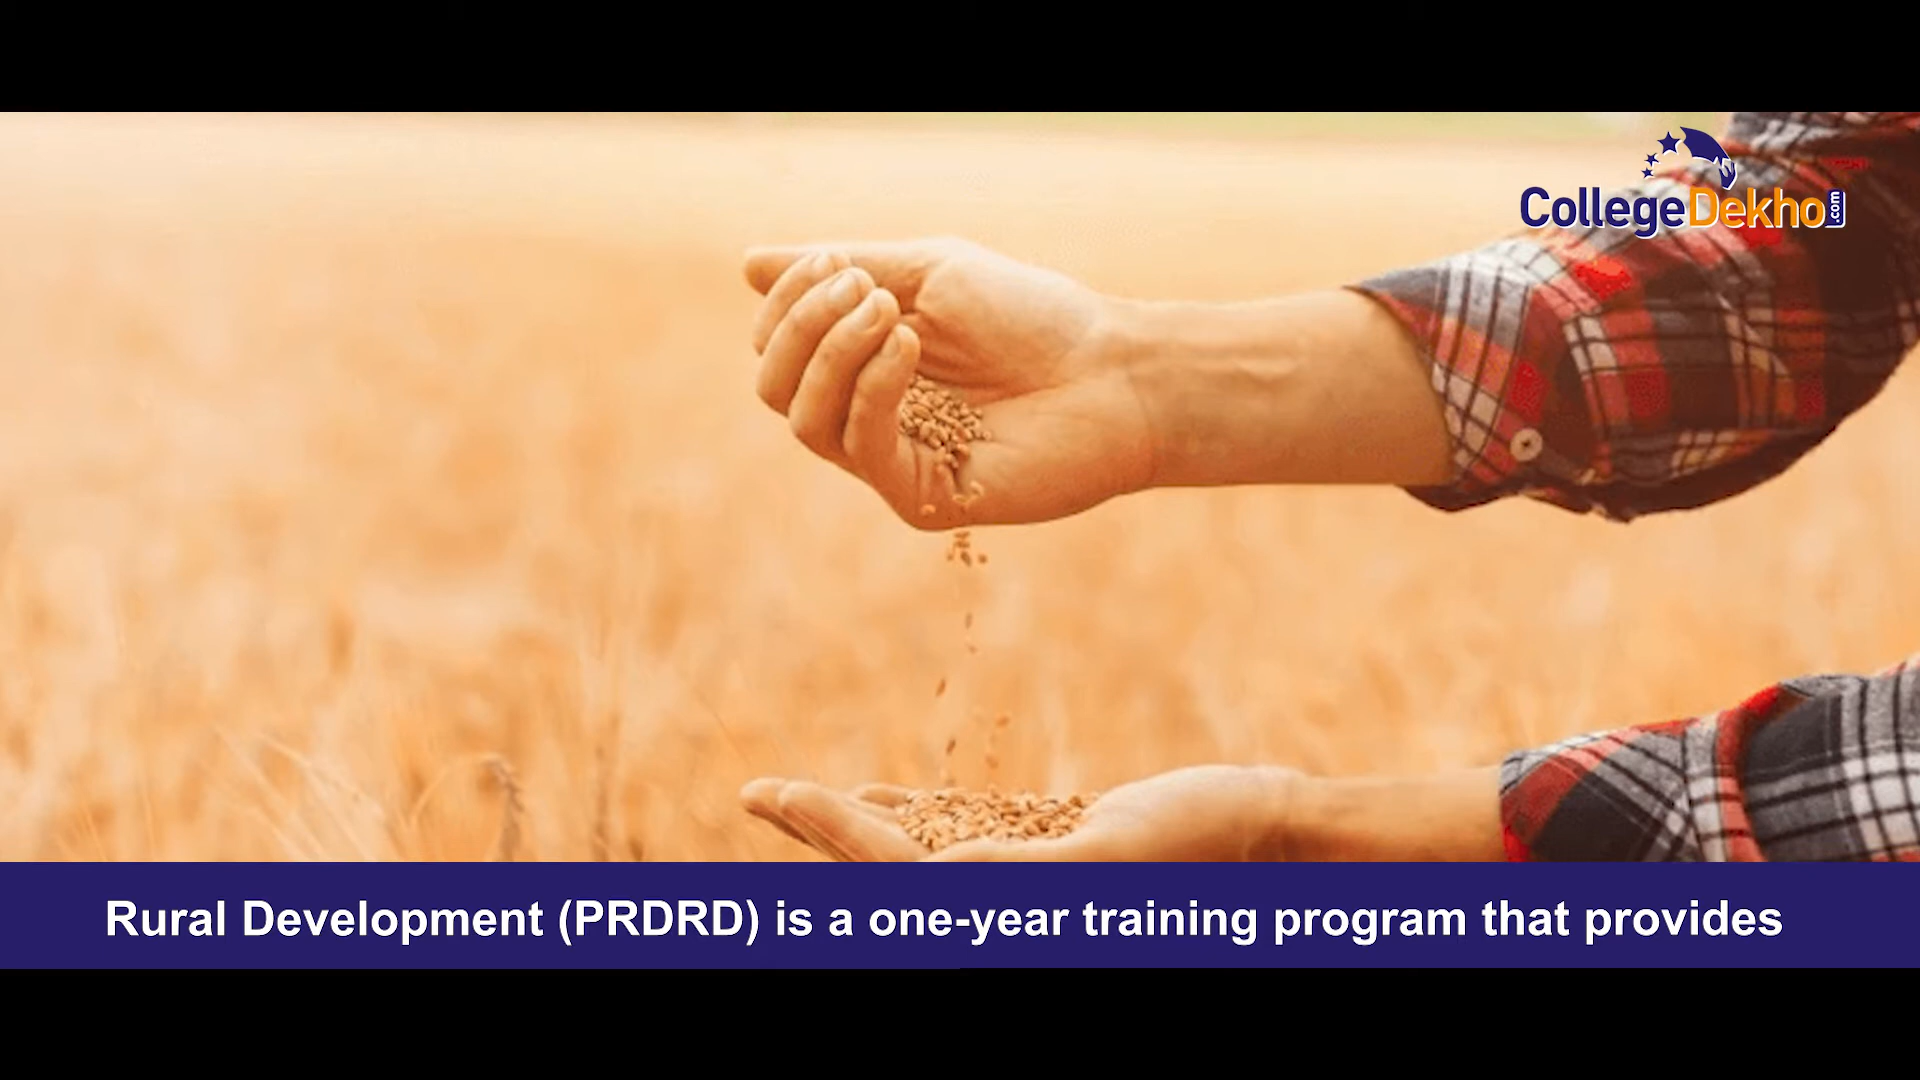 CollegeDekho.com
Rural Development (PRDRD) is a one-year training program that provides